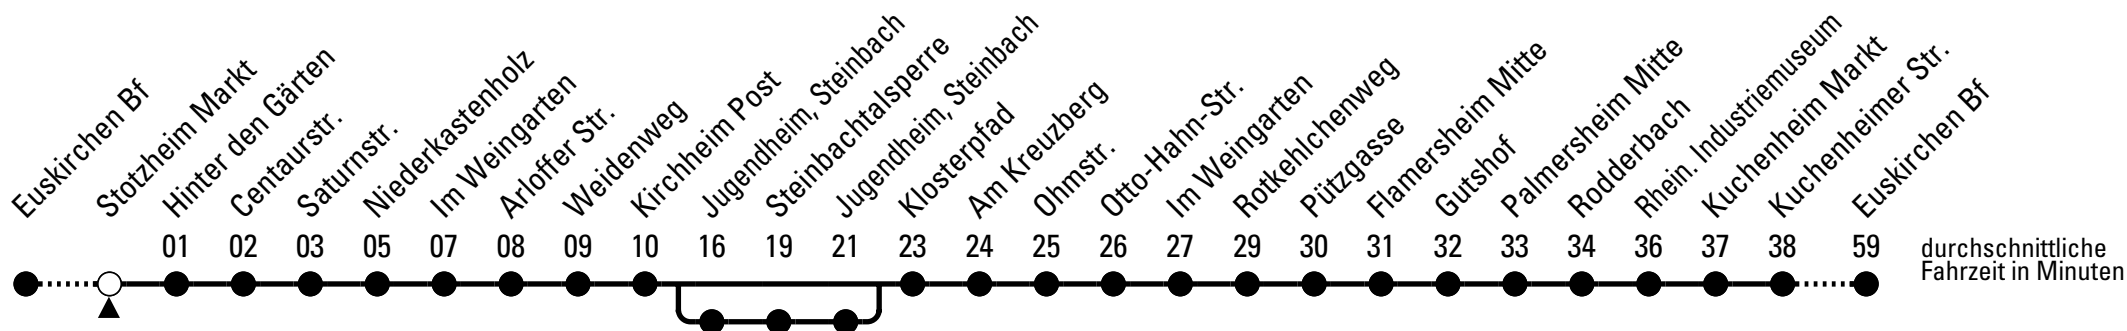 Euskirchen Bf
Stotzheim Markt
Hinter den Gärten
Centaurstr.
Saturnstr.
Niederkastenholz
Im Weingarten
Arloffer Str.
Weidenweg
Kirchheim Post
Jugendheim, Steinbach
Steinbachtalsperre
Jugendheim, Steinbach
Klosterpfad
Am Kreuzberg
Ohmstr.
Otto-Hahn-Str.
Im Weingarten
Rotkehlchenweg
Pützgasse
Flamersheim Mitte
Gutshof
Palmersheim Mitte
Rodderbach
Rhein. Industriemuseum
Kuchenheim Markt
Kuchenheimer Str.
Euskirchen Bf
01 02 03 05 07 08 09 10 16 19 21 23 24 25 26 27 29 30 31 32 33 34 36 37 38 59
durchschnittliche
Fahrzeit in Minuten